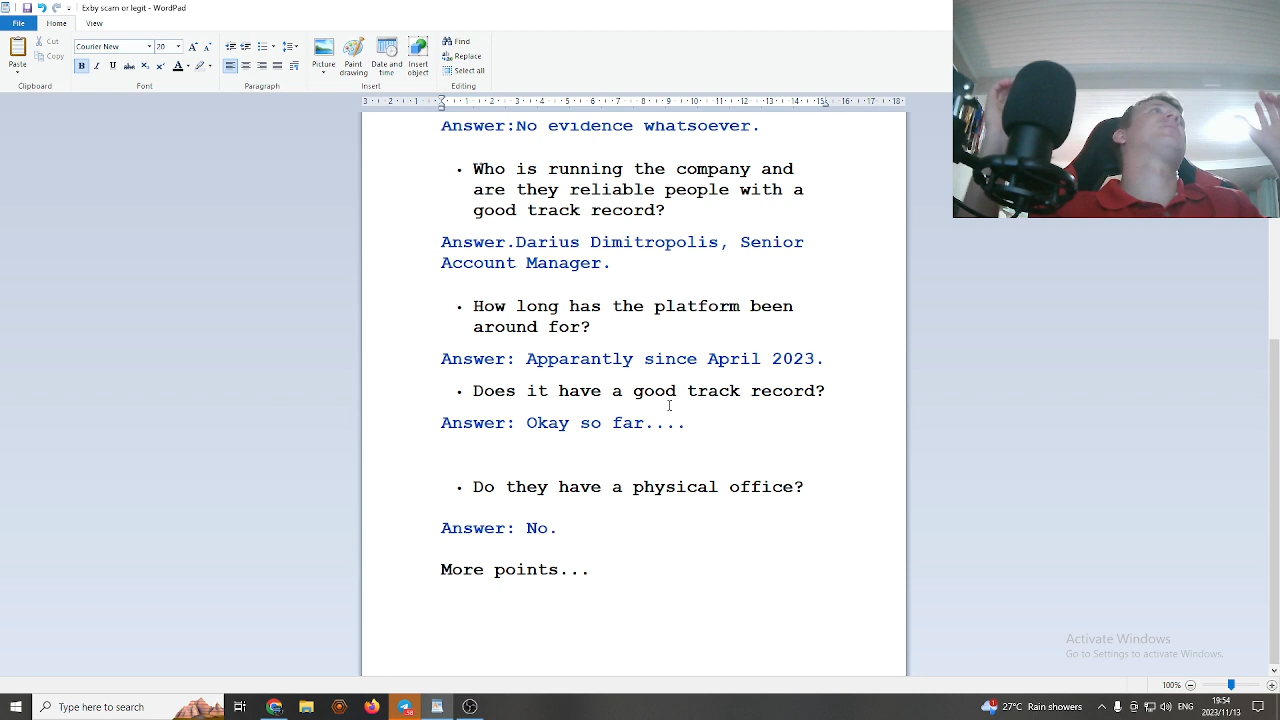 Exby scam or legit - WordPad
File
Home
View
Paste
Cut
Copy
Clipboard
Courier New
20
Font
Paragraph
Picture
Paint drawing
Date and time
Insert object
Insert
Find
Replace
Select all
Editing
Answer:No evidence whatsoever.
• Who is running the company and
are they reliable people with a
good track record?
Answer.Darius Dimitropolis, Senior
Account Manager.
• How long has the platform been
around for?
Answer: Apparantly since April 2023.
• Does it have a good track record?
Answer: Okay so far....
• Do they have a physical office?
Answer: No.
More points...
Activate Windows
Go to Settings to activate Windows.
100%
Type here to search
58
22°C Rain showers
ENG
19:54
2023/11/13